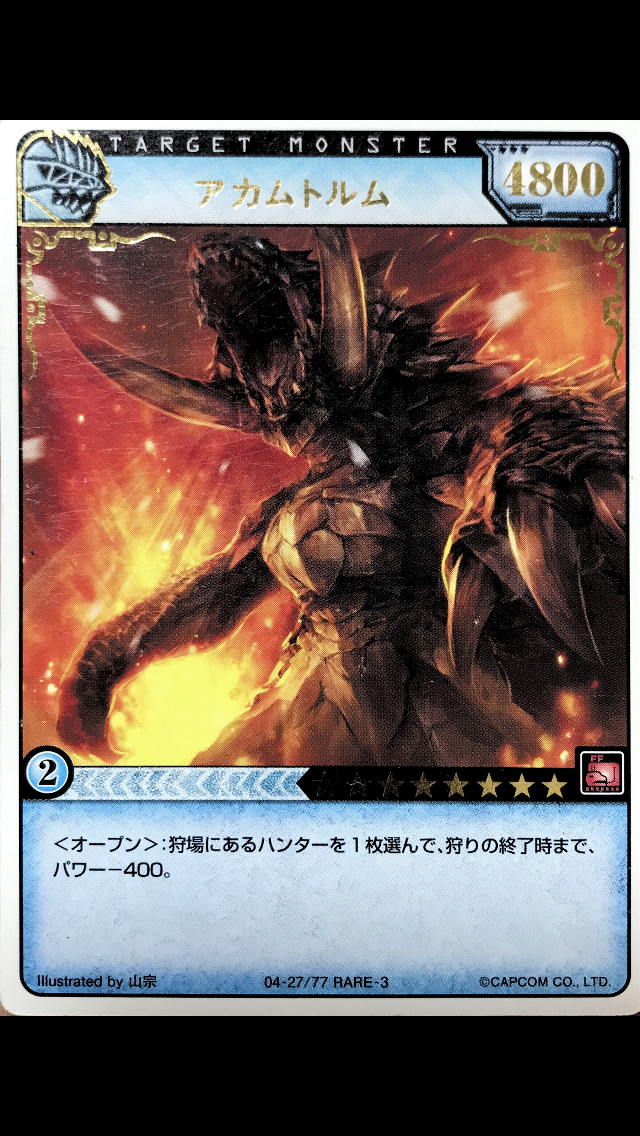 TARGET MONSTER
アカムトルム
4800
2
FF
＜オープン＞：狩場にあるハンターを１枚選んで、狩りの終了時まで、
パワー－400。
Illustrated by 山宗 04-27/77 RARE-3 ©CAPCOM CO., LTD.